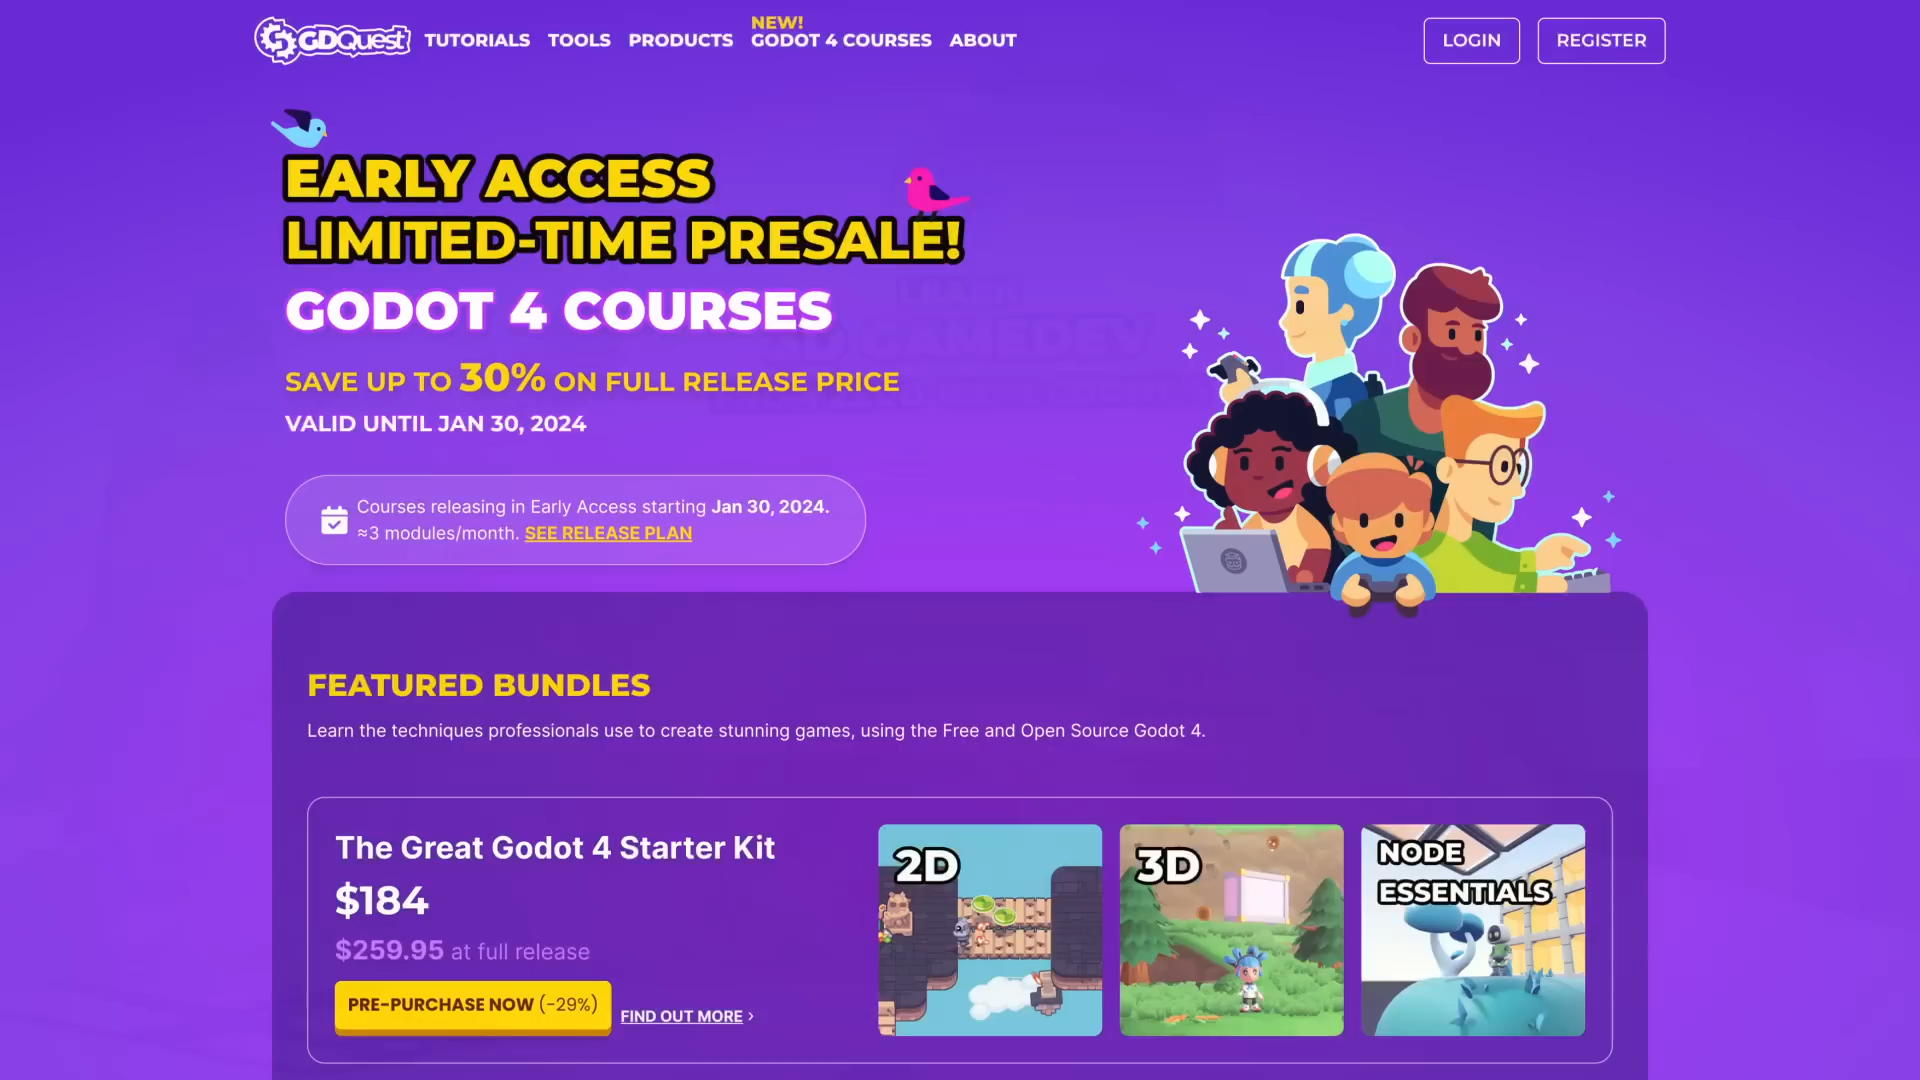 GDQuest
TUTORIALS
TOOLS
PRODUCTS
NEW!
GODOT 4 COURSES
ABOUT
LOGIN
REGISTER
EARLY ACCESS
LIMITED-TIME PRESALE!
GODOT 4 COURSES
SAVE UP TO 30% ON FULL RELEASE PRICE
VALID UNTIL JAN 30, 2024
LEARN
3D GAMEDEV
Courses releasing in Early Access starting Jan 30, 2024.
≈3 modules/month. SEE RELEASE PLAN
FEATURED BUNDLES
Learn the techniques professionals use to create stunning games, using the Free and Open Source Godot 4.
The Great Godot 4 Starter Kit
$184
$259.95 at full release
PRE-PURCHASE NOW (-29%)
FIND OUT MORE ›
2D
3D
NODE
ESSENTIALS